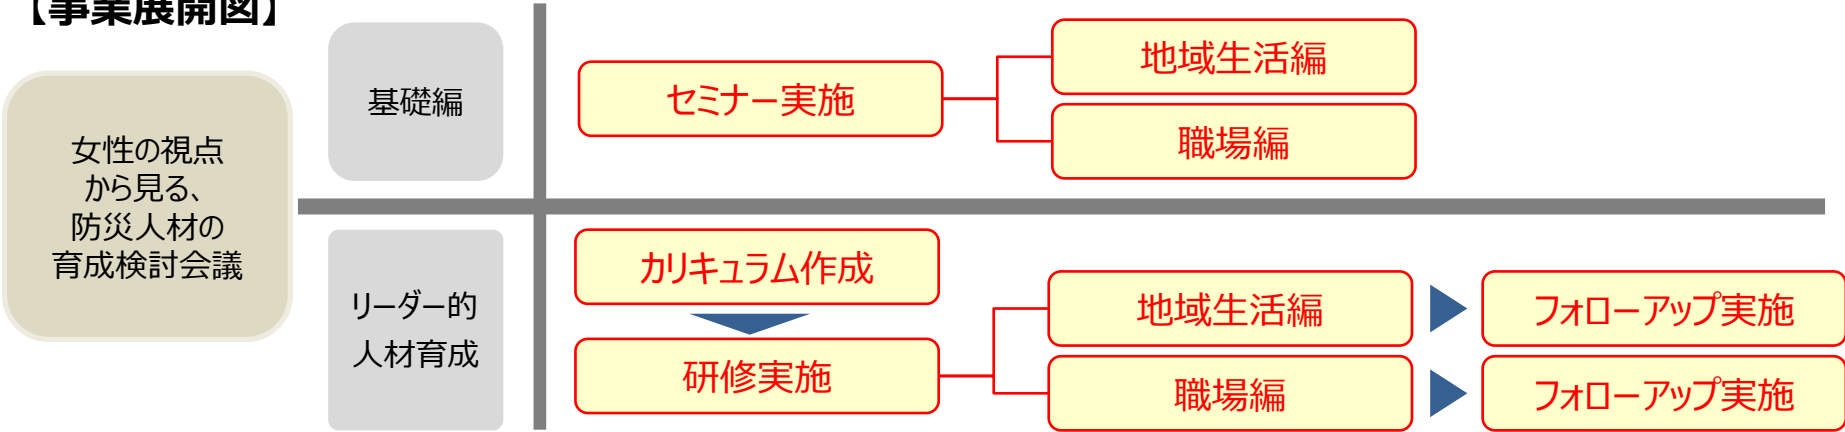 【事業展開図】
女性の視点
から見る、
防災人材の
育成検討会議
基礎編
セミナー実施
地域生活編
職場編
リーダー的
人材育成
カリキュラム作成
研修実施
地域生活編
フォローアップ実施
職場編
フォローアップ実施